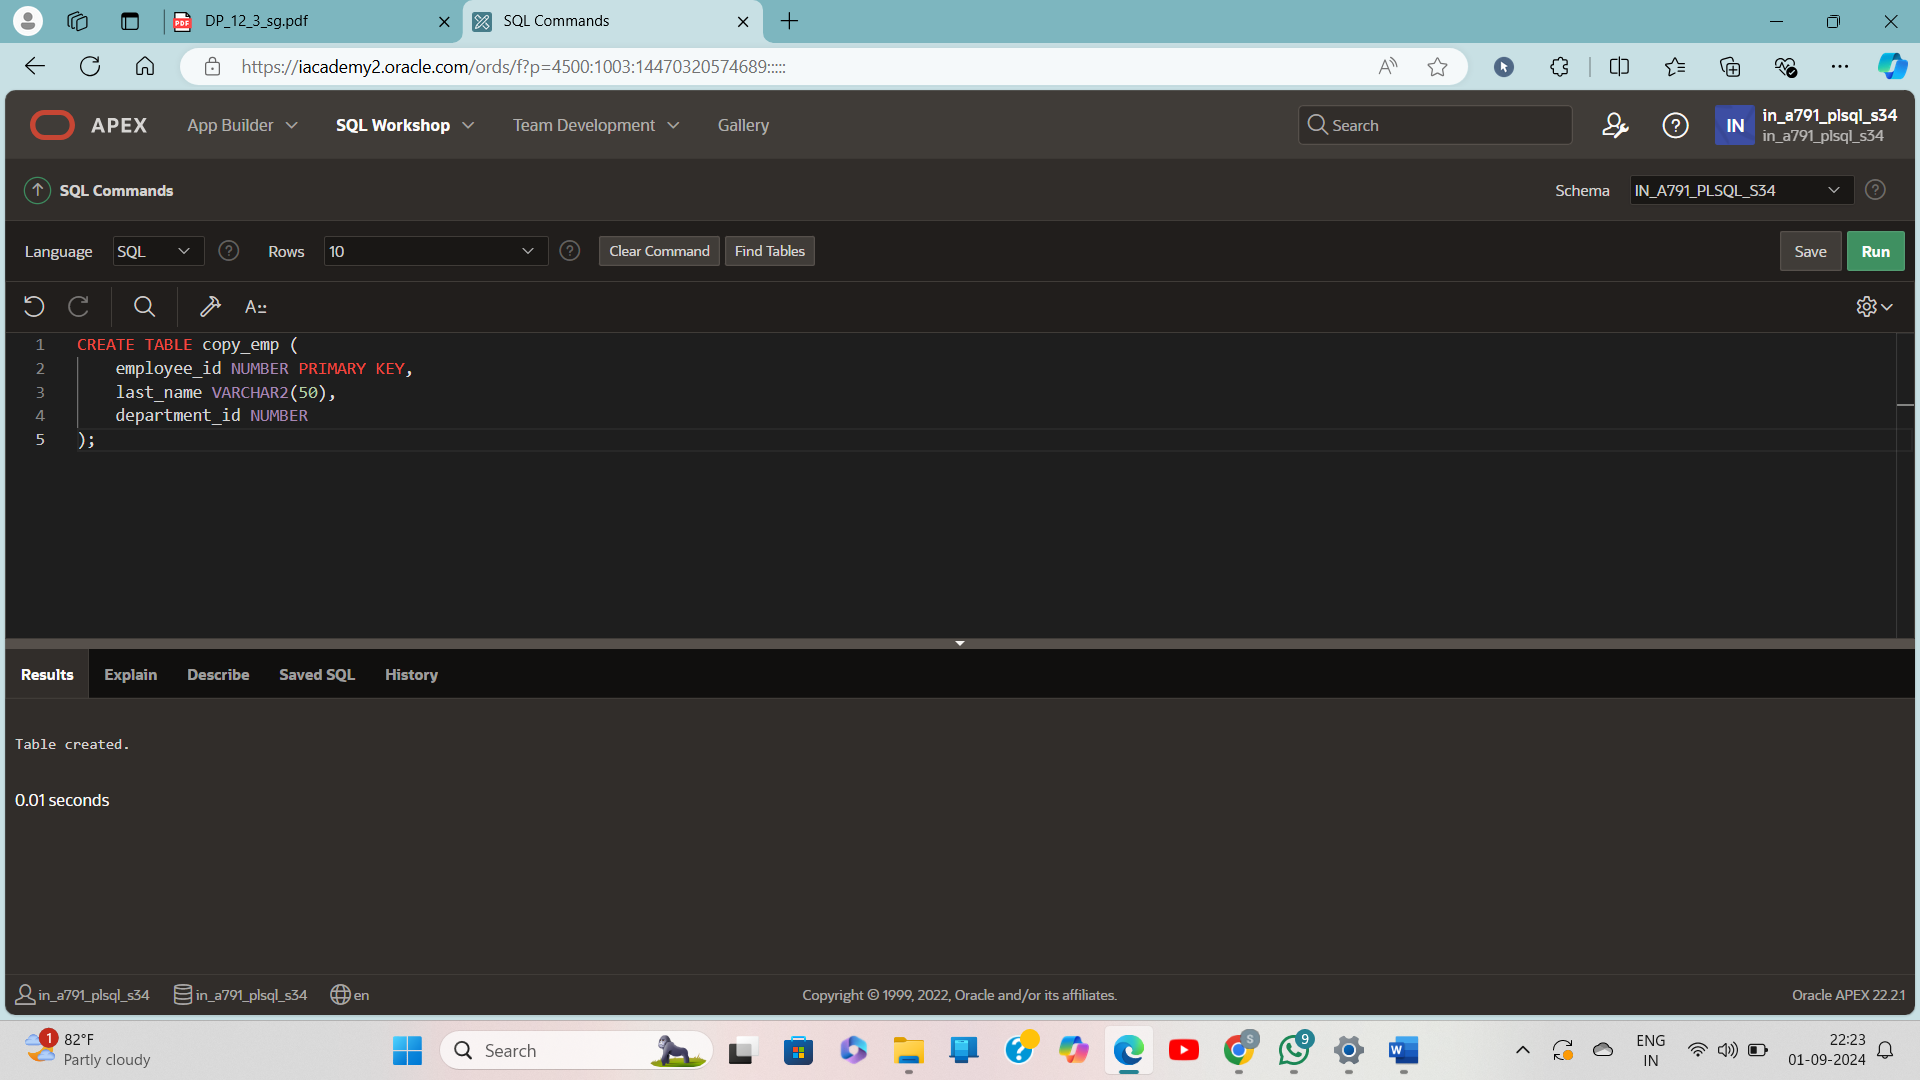 DP_12_3_sg.pdf
SQL Commands
https://iacademy2.oracle.com/ords/f?p=4500:1003:14470320574689:::::
APEX App Builder SQL Workshop Team Development Gallery Search IN in_a791_plsql_s34
in_a791_plsql_s34
SQL Commands Schema IN_A791_PLSQL_S34
Language SQL Rows 10 Clear Command Find Tables Save Run
1 CREATE TABLE copy_emp (
2 employee_id NUMBER PRIMARY KEY,
3 last_name VARCHAR2(50),
4 department_id NUMBER
5 );
Results Explain Describe Saved SQL History
Table created.
0.01 seconds
in_a791_plsql_s34 in_a791_plsql_s34 en Copyright © 1999, 2022, Oracle and/or its affiliates. Oracle APEX 22.2.1
1 82°F
Partly cloudy
Search
S
9
W
ENG
IN
22:23
01-09-2024